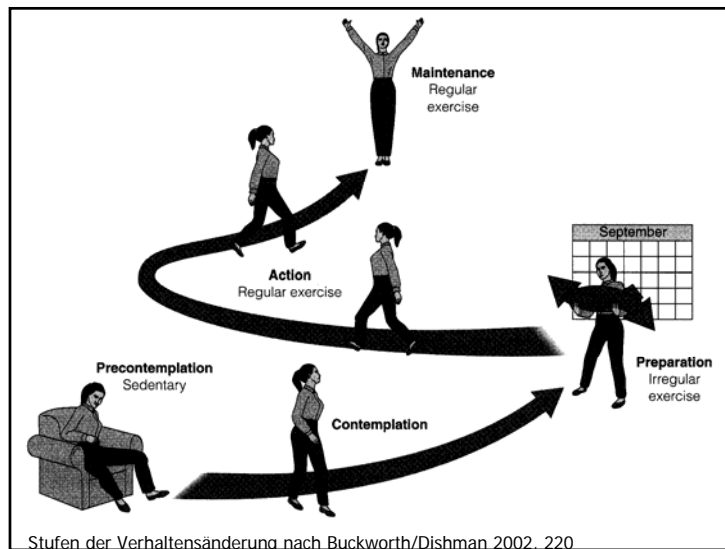 Maintenance
Regular
exercise
September
Action
Regular exercise
Precontemplation
Sedentary
Preparation
Irregular
exercise
Contemplation
Stufen der Verhaltensänderung nach Buckworth/Dishman 2002, 220